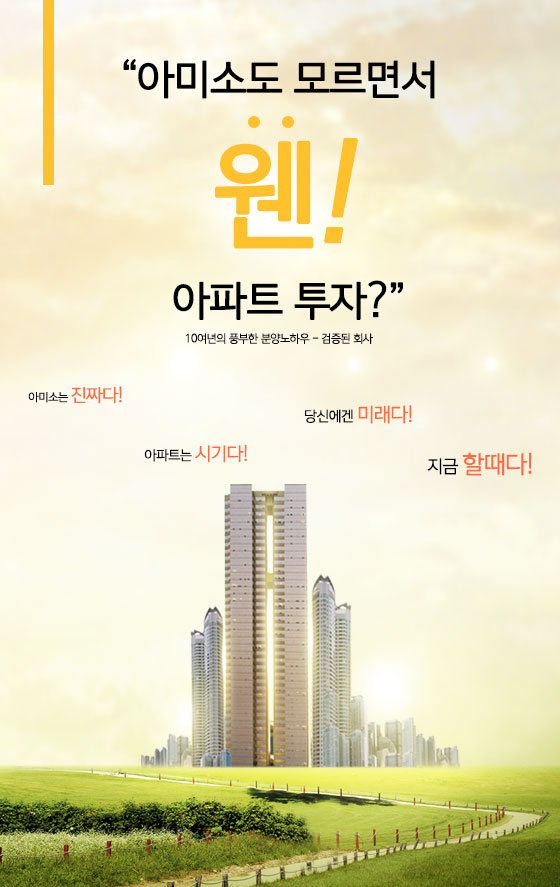 “아미소도 모르면서
웬!
아파트 투자?”
10여년의 풍부한 분양노하우 - 검증된 회사
아미소는 진짜다!
당신에겐 미래다!
아파트는 시기다!
지금 할때다!